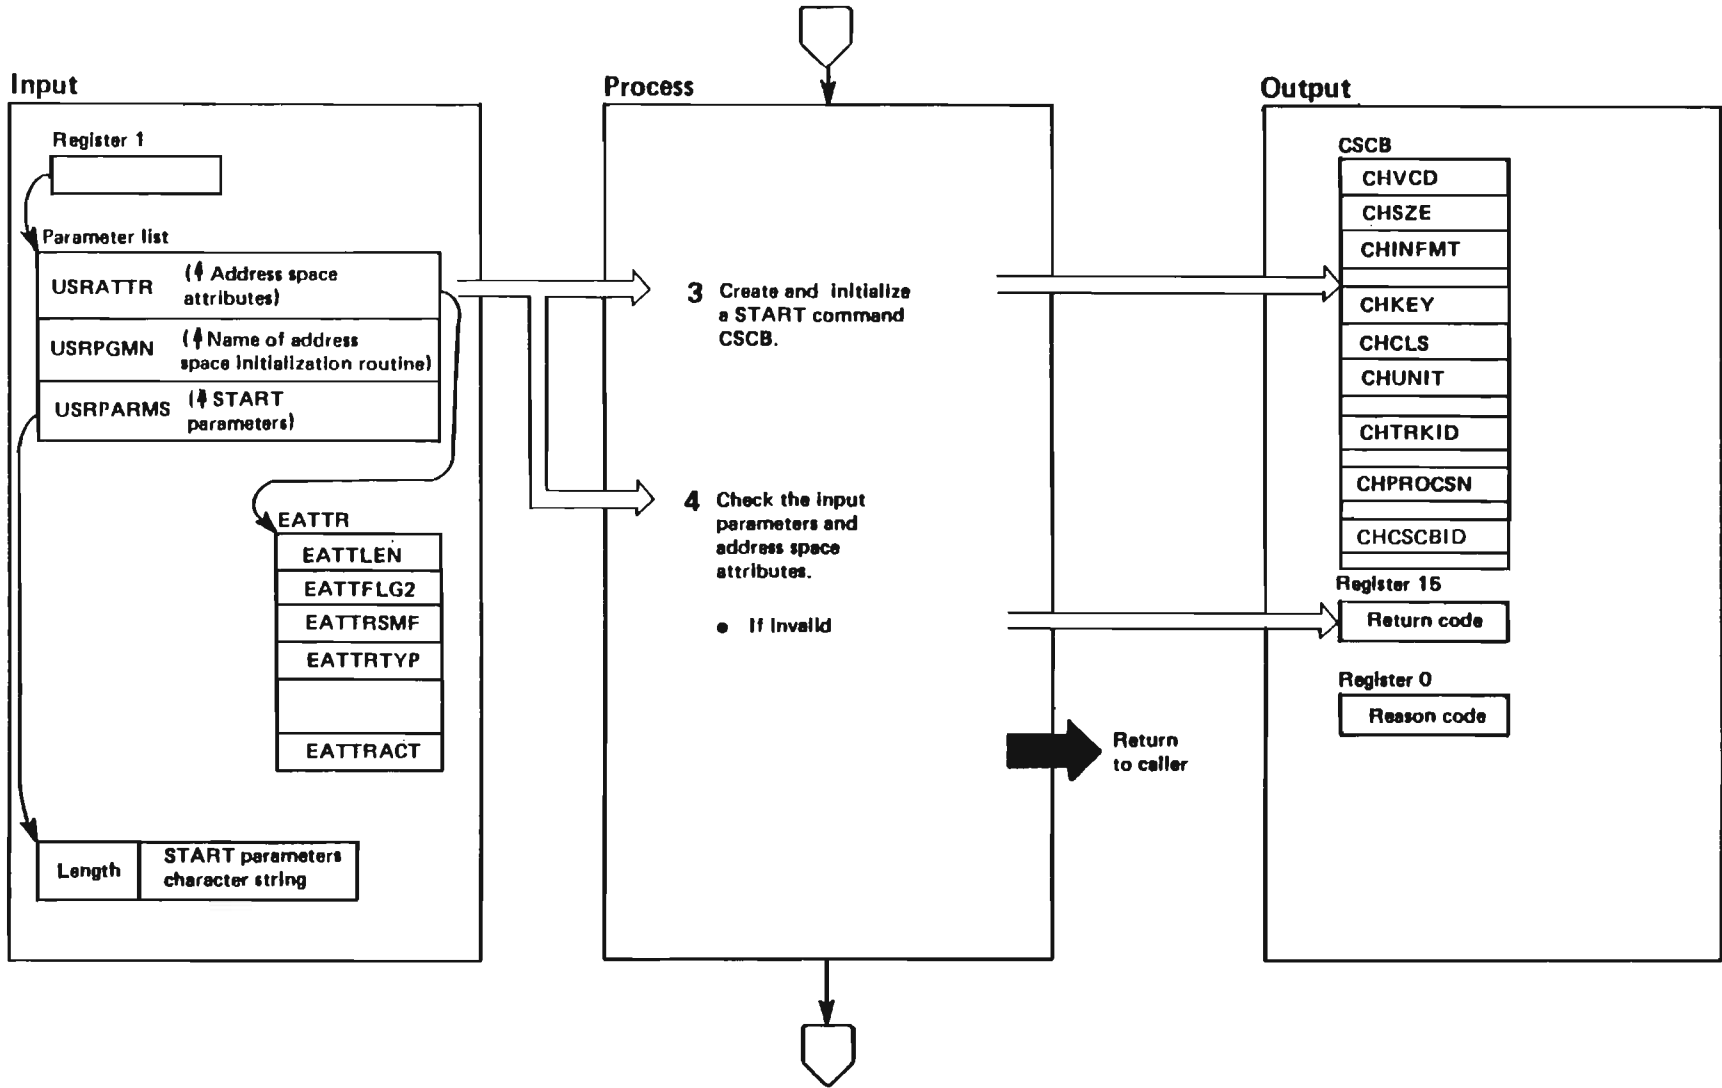 Input
Register 1
Parameter list
USRATTR
(↑ Address space
attributes)
USRPGMN
(↑ Name of address
space initialization routine)
USRPARMS
(↑ START
parameters)
EATTR
EATTLEN
EATTFLG2
EATTRSMF
EATTRTYP
EATTRACT
Length
START parameters
character string
Process
3 Create and initialize
a START command
CSCB.
4 Check the input
parameters and
address space
attributes.
• If Invalid
Return
to caller
Output
CSCB
CHVCD
CHSZE
CHINFMT
CHKEY
CHCLS
CHUNIT
CHTRKID
CHPROCSN
CHCSCBID
Register 15
Return code
Register 0
Reason code